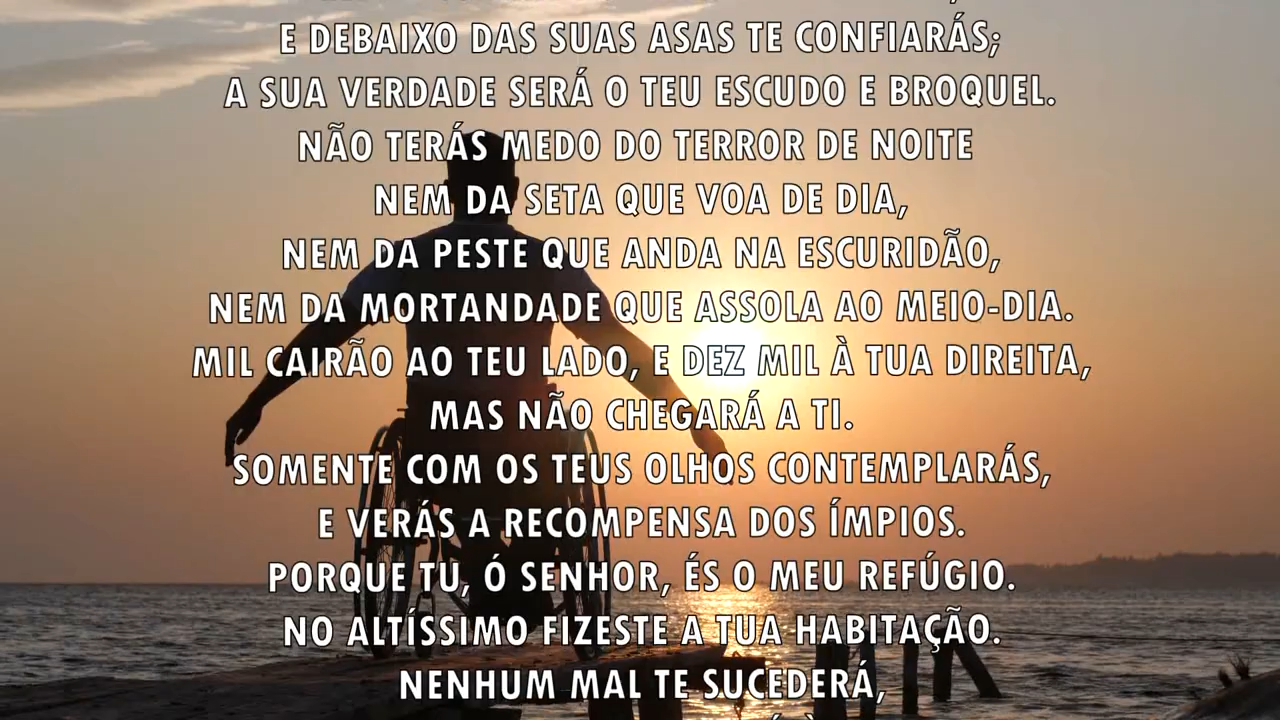 E DEBAIXO DAS SUAS ASAS TE CONFIARÁS;
A SUA VERDADE SERÁ O TEU ESCUDO E BROQUEL.
NÃO TERÁS MEDO DO TERROR DE NOITE
NEM DA SETA QUE VOA DE DIA,
NEM DA PESTE QUE ANDA NA ESCURIDÃO,
NEM DA MORTANDADE QUE ASSOLA AO MEIO-DIA.
MIL CAIRÃO AO TEU LADO, E DEZ MIL À TUA DIREITA,
MAS NÃO CHEGARÁ A TI.
SOMENTE COM OS TEUS OLHOS CONTEMPLARÁS,
E VERÁS A RECOMPENSA DOS ÍMPIOS.
PORQUE TU, Ó SENHOR, ÉS O MEU REFÚGIO.
NO ALTÍSSIMO FIZESTE A TUA HABITAÇÃO.
NENHUM MAL TE SUCEDERÁ,